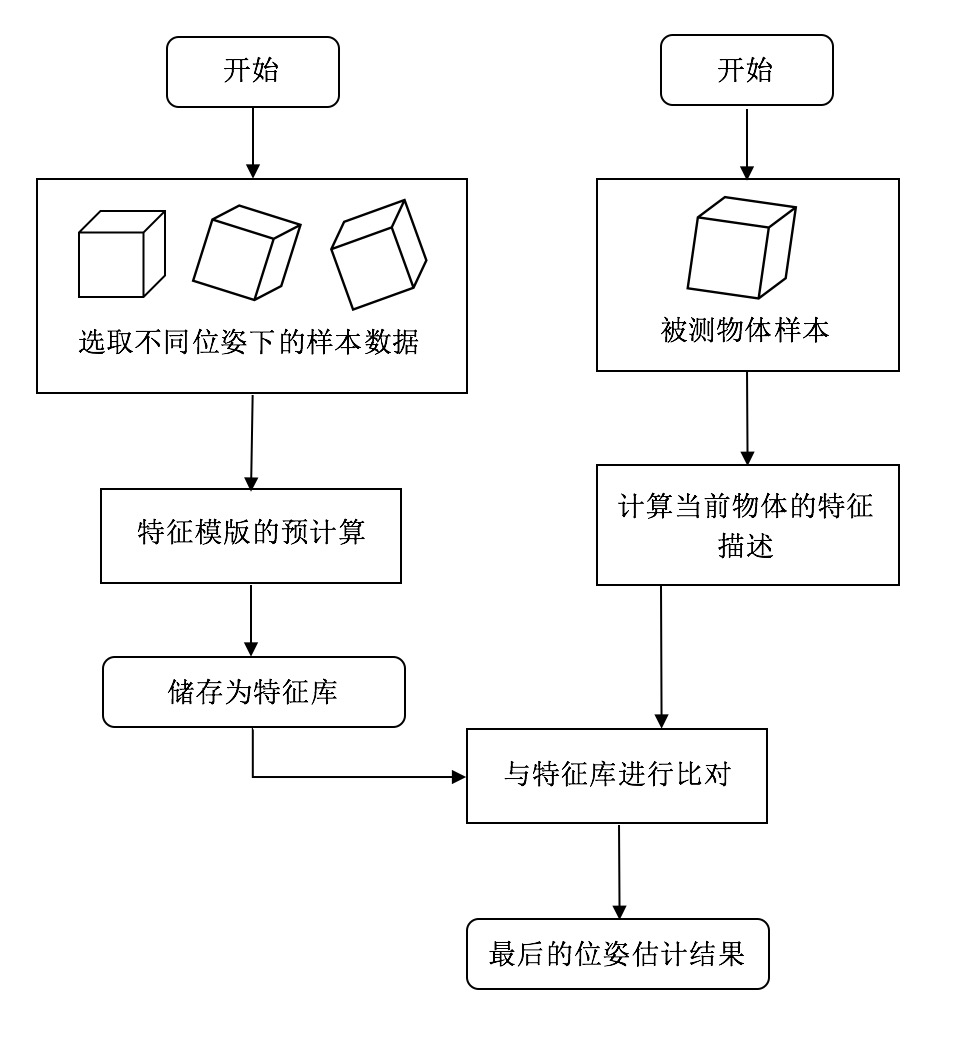 开始
选取不同位姿下的样本数据
特征模版的预计算
储存为特征库
开始
被测物体样本
计算当前物体的特征
描述
与特征库进行比对
最后的位姿估计结果